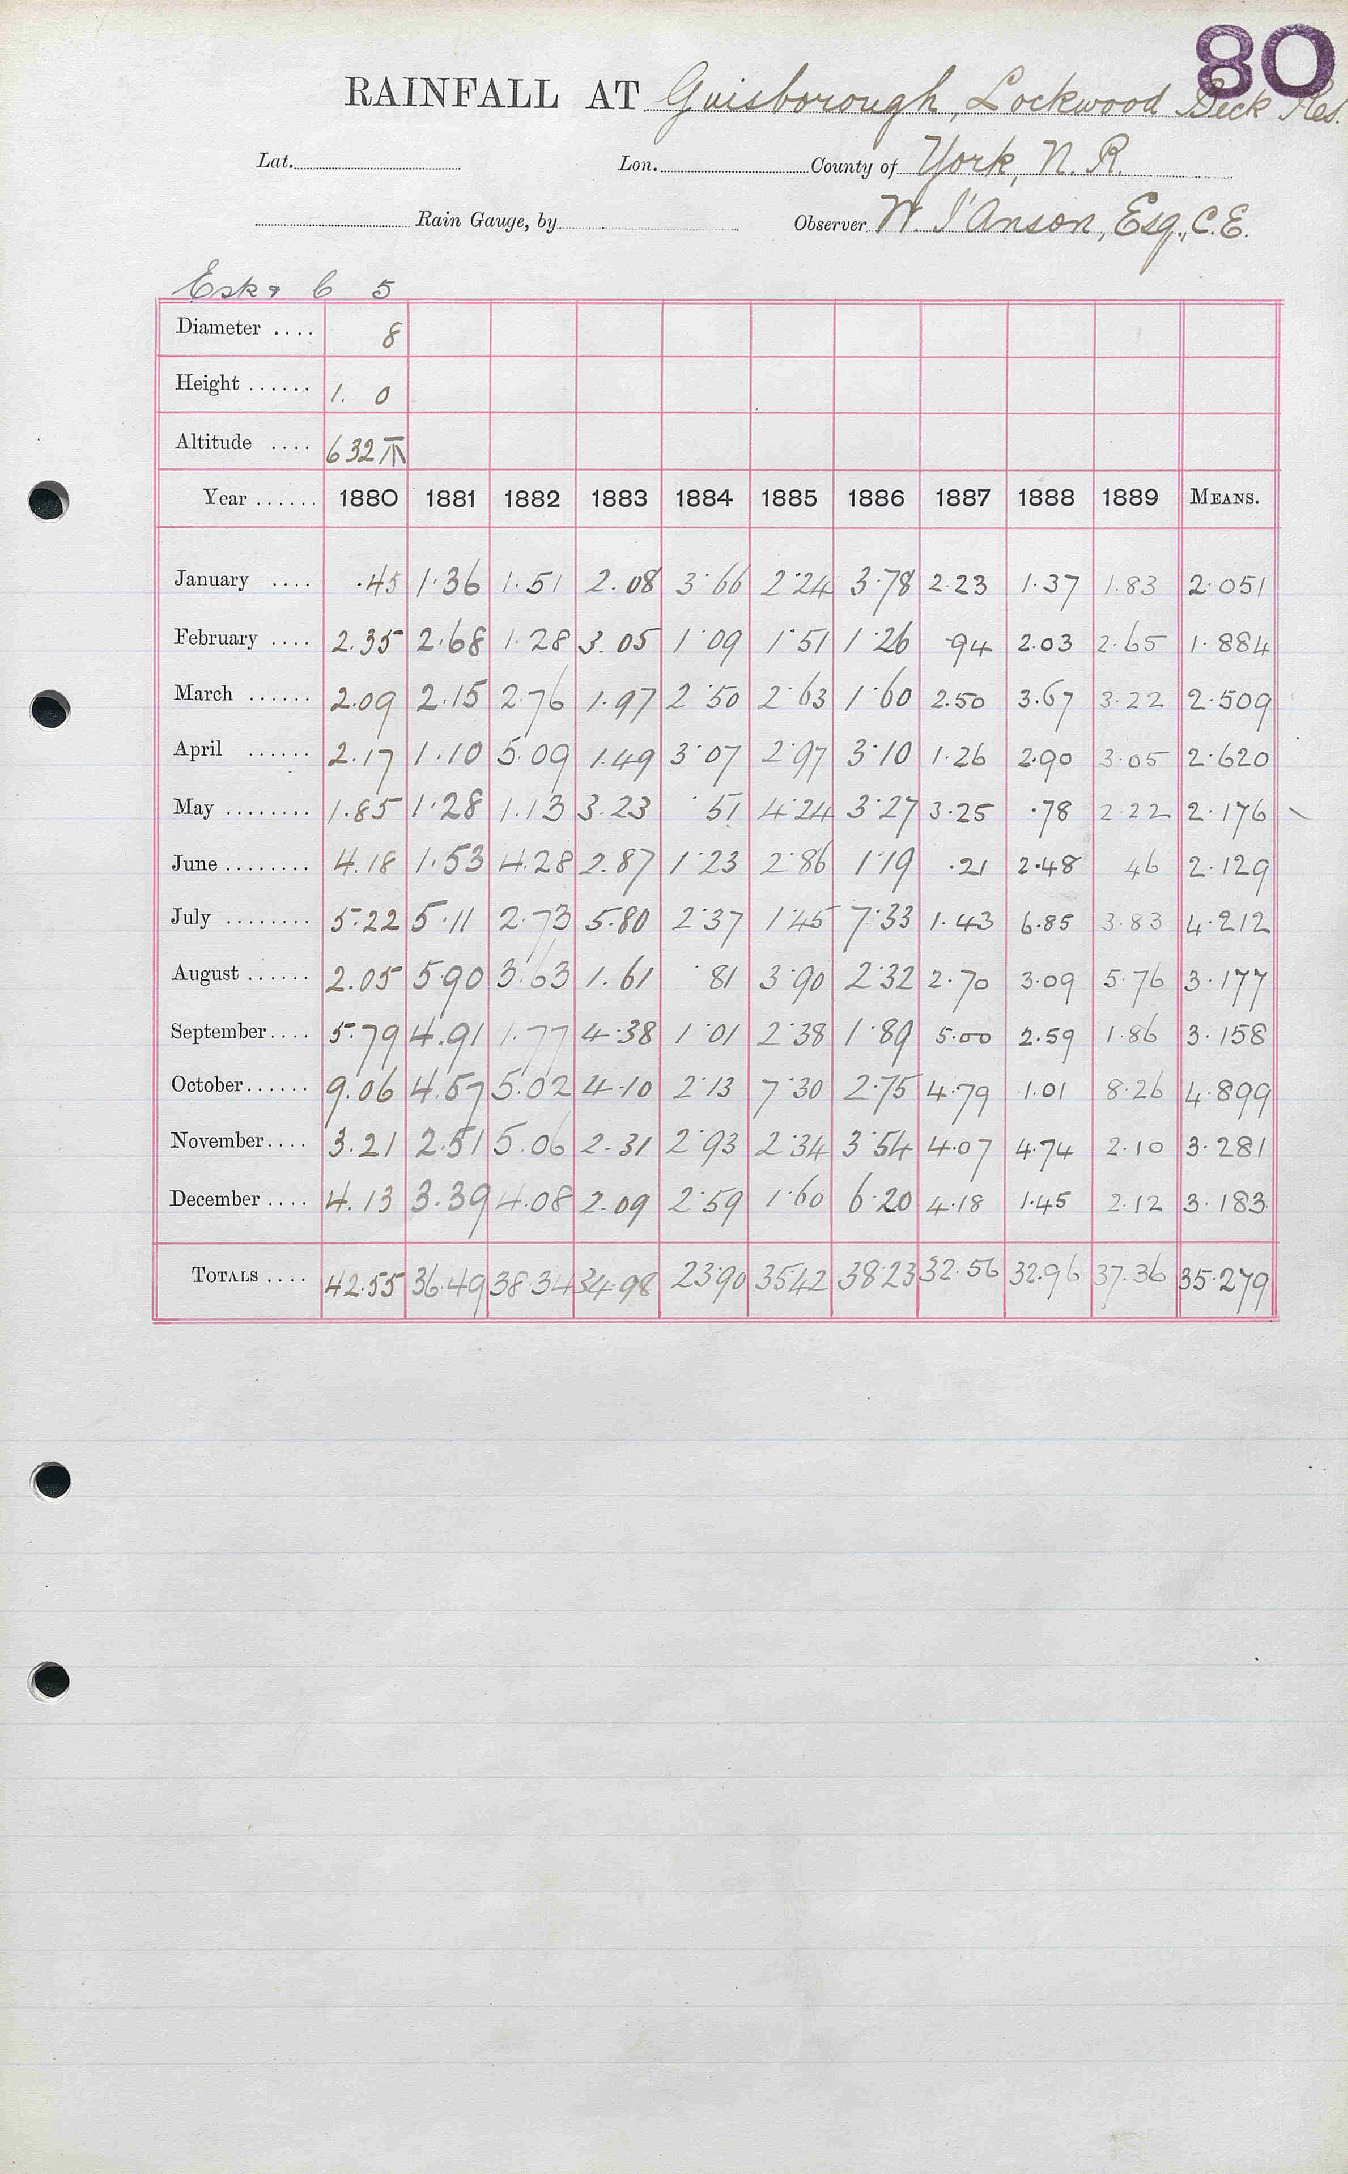 80
RAINFALL AT Guisborough, Lockwood Beck Res.
Lat. Lon. County of York, N. R.
Rain Gauge, by Observer W. I'Anson, Esq., C.E.
Esk & 6 5
Diameter .... 8
Height ...... 1. 0
Altitude .... 632
Year ...... 1880 1881 1882 1883 1884 1885 1886 1887 1888 1889 MEANS.
January .... .45 1.36 1.51 2.08 3.66 2.24 3.78 2.23 1.37 1.83 2.051
February .... 2.35 2.68 1.28 3.05 1.09 1.51 1.26 .94 2.03 2.65 1.884
March ...... 2.09 2.15 2.76 1.97 2.50 2.63 1.60 2.50 3.67 3.22 2.509
April ...... 2.17 1.10 5.09 1.49 3.07 2.97 3.10 1.26 2.90 3.05 2.620
May ........ 1.85 1.28 1.13 3.23 .51 4.24 3.27 3.25 .78 2.22 2.176
June ........ 4.18 1.53 4.28 2.87 1.23 2.86 1.19 .21 2.48 46 2.129
July ........ 5.22 5.11 2.73 5.80 2.37 1.45 7.33 1.43 6.85 3.83 4.212
August ...... 2.05 5.90 3.63 1.61 .81 3.90 2.32 2.70 3.09 5.76 3.177
September.... 5.79 4.91 1.77 4.38 1.01 2.38 1.89 5.00 2.59 1.86 3.158
October...... 9.06 4.57 5.02 4.10 2.13 7.30 2.75 4.79 1.01 8.26 4.899
November.... 3.21 2.51 5.06 2.31 2.93 2.34 3.54 4.07 4.74 2.10 3.281
December .... 4.13 3.39 4.08 2.09 2.59 1.60 6.20 4.18 1.45 2.12 3.183
TOTALS .... 42.55 36.49 38.34 34.98 23.90 35.42 38.23 32.56 32.96 37.36 35.279